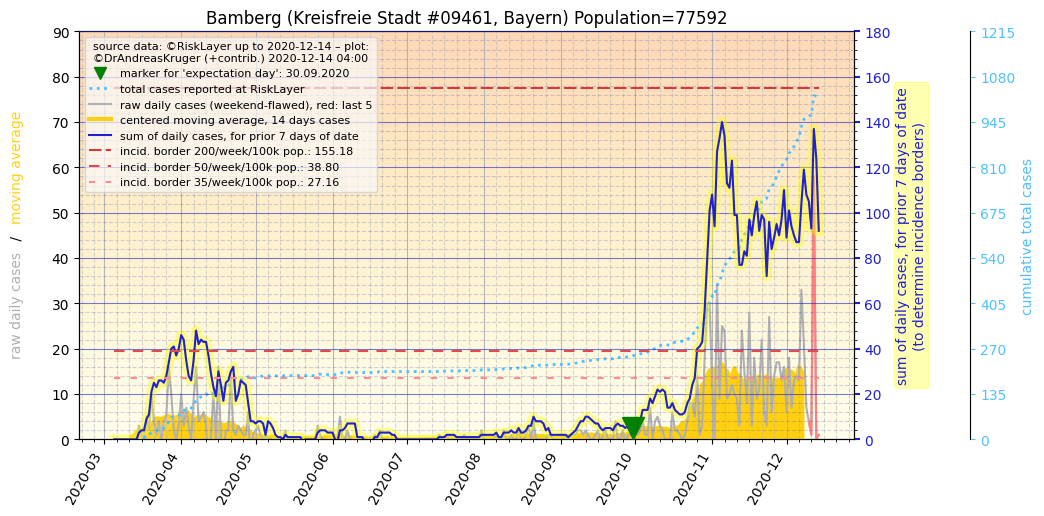 Bamberg (Kreisfreie Stadt #09461, Bayern) Population=77592
source data: ©RiskLayer up to 2020-12-14 – plot:
©DrAndreasKruger (+contrib.) 2020-12-14 04:00
marker for 'expectation day': 30.09.2020
total cases reported at RiskLayer
raw daily cases (weekend-flawed), red: last 5
centered moving average, 14 days cases
sum of daily cases, for prior 7 days of date
incid. border 200/week/100k pop.: 155.18
incid. border 50/week/100k pop.: 38.80
incid. border 35/week/100k pop.: 27.16
raw daily cases / moving average
90
80
70
60
50
40
30
20
10
0
2020-03
2020-04
2020-05
2020-06
2020-07
2020-08
2020-09
2020-10
2020-11
2020-12
180
160
140
120
100
80
60
40
20
0
sum of daily cases, for prior 7 days of date
(to determine incidence borders)
1215
1080
945
810
675
540
405
270
135
0
cumulative total cases